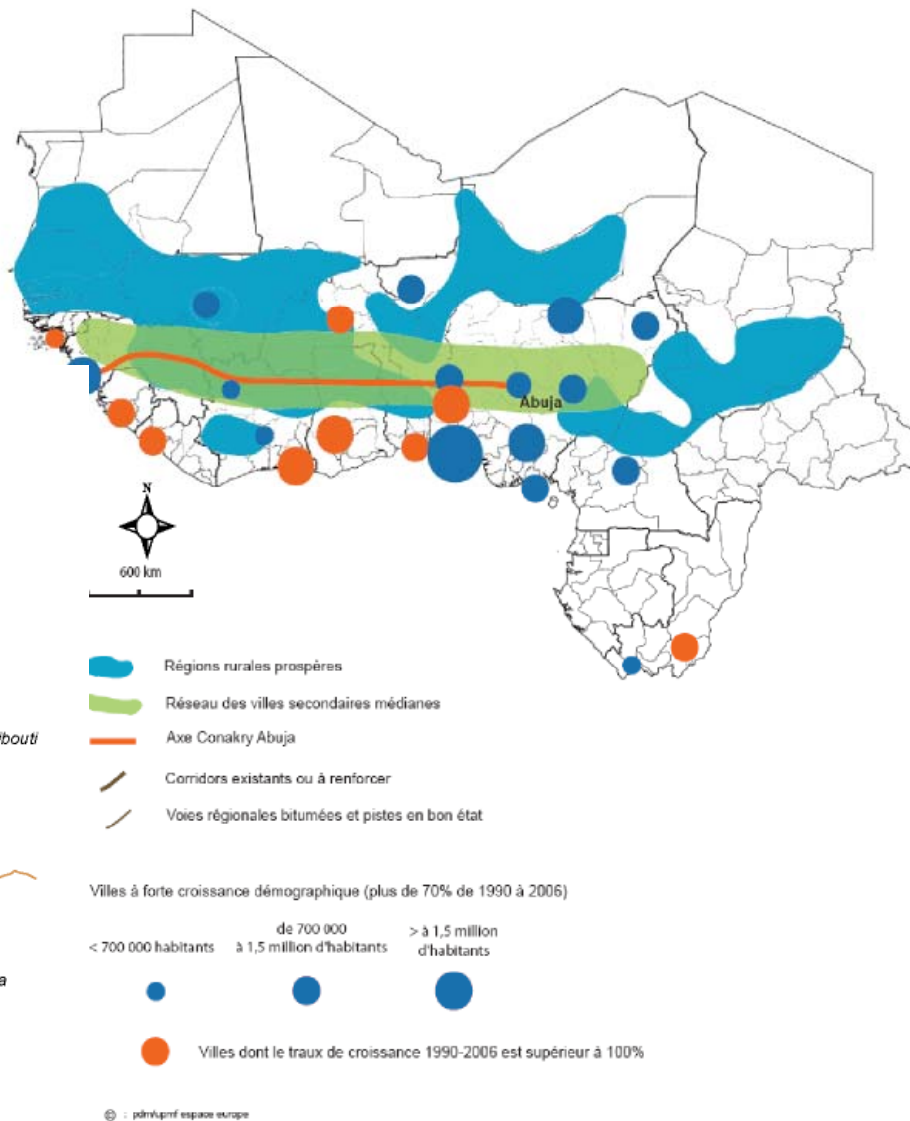 Abuja
N
600 km
Régions rurales prospères
Réseau des villes secondaires médianes
ibouti
Axe Conakry Abuja
Corridors existants ou à renforcer
Voies régionales bitumées et pistes en bon état
Villes à forte croissance démographique (plus de 70% de 1990 à 2006)
< 700 000 habitants
de 700 000
à 1,5 million d'habitants
> à 1,5 million
d'habitants
a
Villes dont le traux de croissance 1990-2006 est supérieur à 100%
© : pdm/upmf espace europe